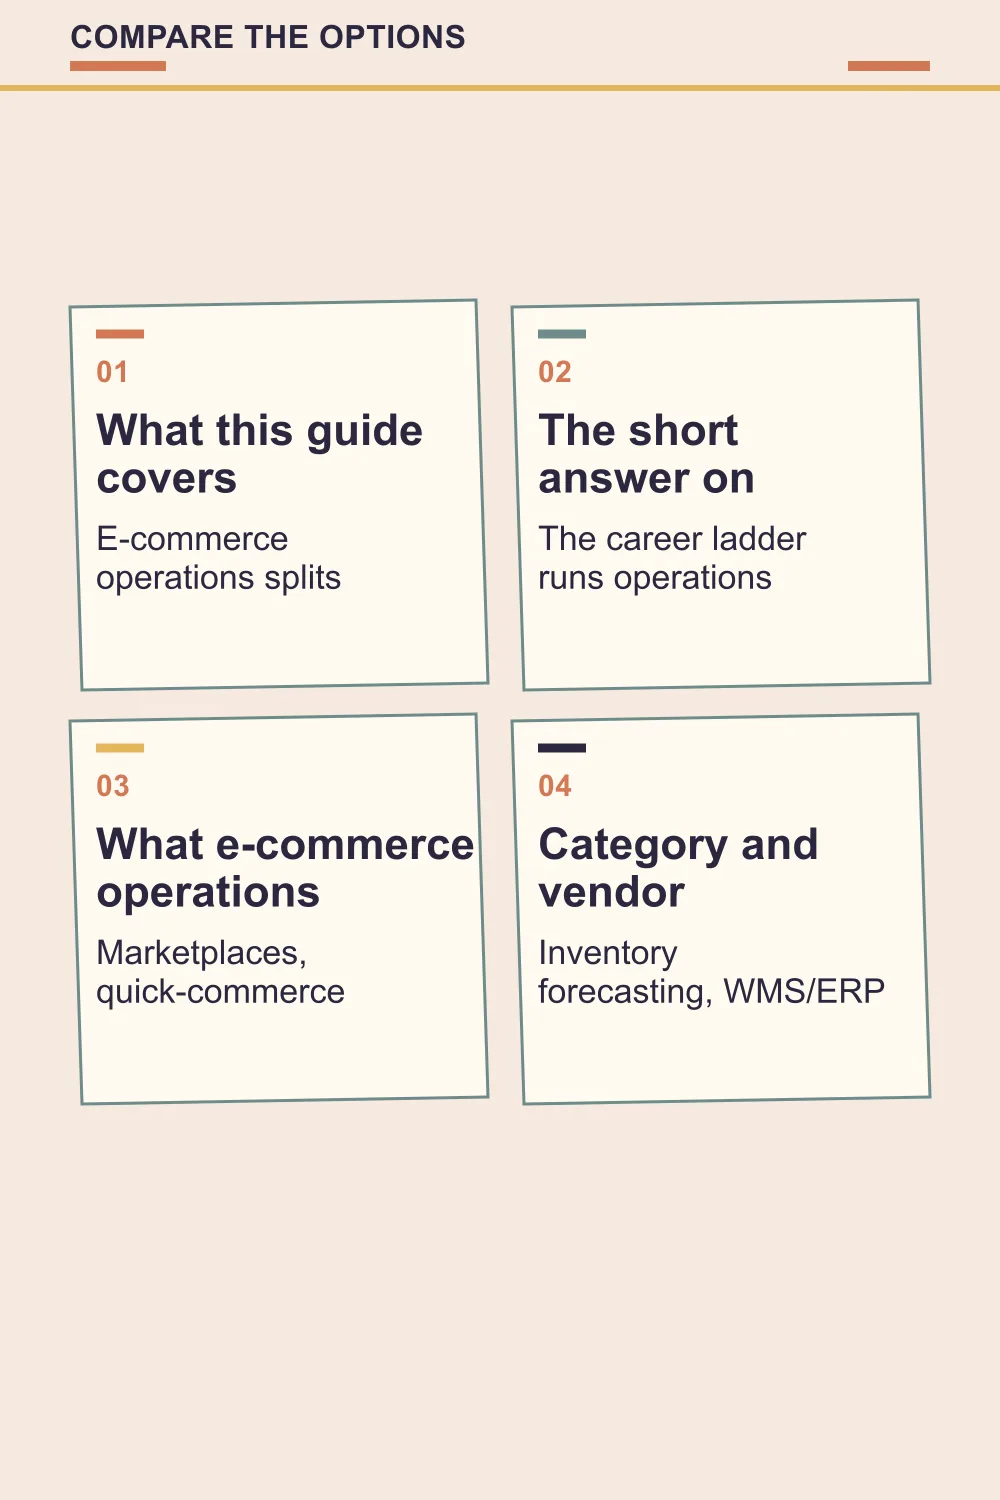 COMPARE THE OPTIONS
01
What this guide
covers
E-commerce
operations splits
02
The short
answer on
The career ladder
runs operations
03
What e-commerce
operations
Marketplaces,
quick-commerce
04
Category and
vendor
Inventory
forecasting, WMS/ERP